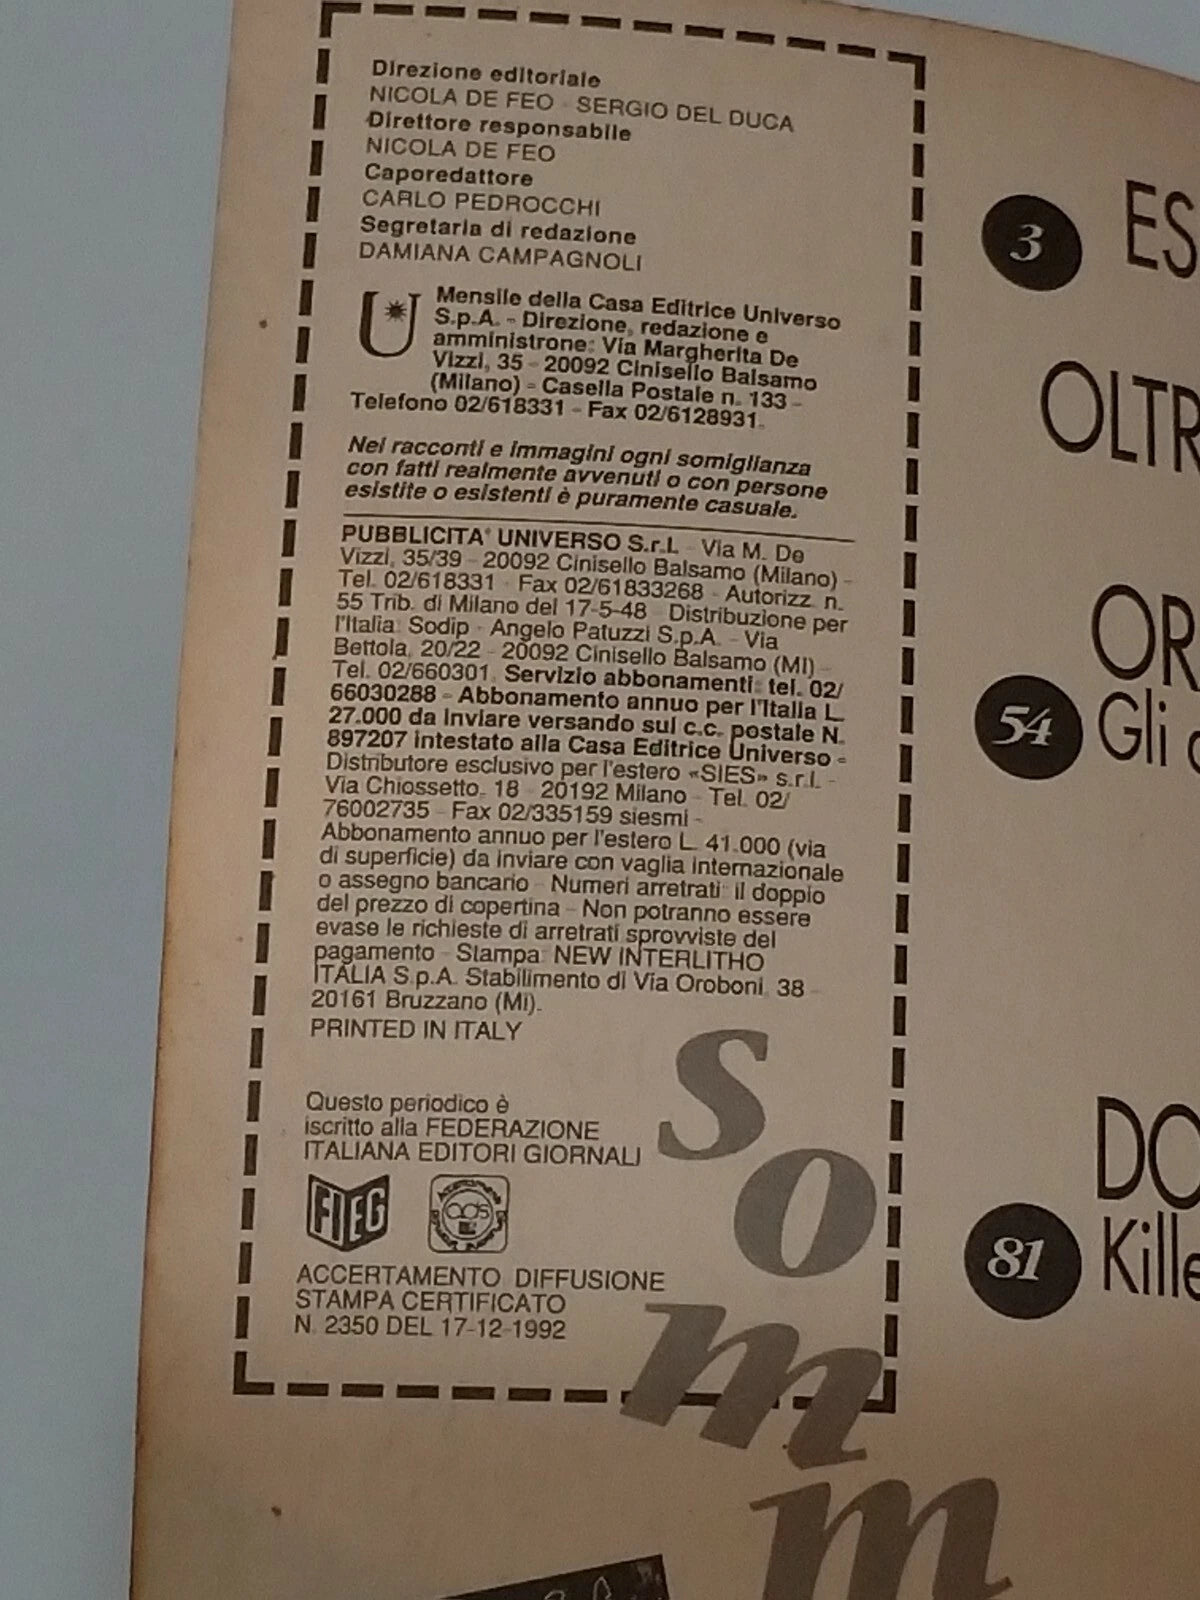 Direzione editoriale
NICOLA DE FEO - SERGIO DEL DUCA
Direttore responsabile
NICOLA DE FEO
Caporedattore
CARLO PEDROCCHI
Segretaria di redazione
DAMIANA CAMPAGNOLI
U
Mensile della Casa Editrice Universo
S.p.A. - Direzione, redazione e
amministrone: Via Margherita De
Vizzi, 35 - 20092 Cinisello Balsamo
(Milano) - Casella Postale n. 133 -
Telefono 02/618331 - Fax 02/6128931.
Nei racconti e immagini ogni somiglianza
con fatti realmente avvenuti o con persone
esistite o esistenti è puramente casuale.
PUBBLICITA' UNIVERSO S.r.L - Via M. De
Vizzi, 35/39 - 20092 Cinisello Balsamo (Milano) -
Tel. 02/618331 - Fax 02/61833268 - Autorizz. n.
55 Trib. di Milano del 17-5-48 - Distribuzione per
l'Italia: Sodip - Angelo Patuzzi S.p.A. - Via
Bettola, 20/22 - 20092 Cinisello Balsamo (MI) -
Tel. 02/660301. Servizio abbonamenti: tel. 02/
66030288 - Abbonamento annuo per l'Italia L.
27.000 da inviare versando sul c.c. postale N.
897207 intestato alla Casa Editrice Universo -
Distributore esclusivo per l'estero «SIES» s.r.l. -
Via Chiossetto, 18 - 20192 Milano - Tel. 02/
76002735 - Fax 02/335159 siesmi -
Abbonamento annuo per l'estero L. 41.000 (via
di superficie) da inviare con vaglia internazionale
o assegno bancario - Numeri arretrati: il doppio
del prezzo di copertina - Non potranno essere
evase le richieste di arretrati sprovviste del
pagamento - Stampa: NEW INTERLITHO
ITALIA S.p.A. Stabilimento di Via Oroboni, 38 -
20161 Bruzzano (Mi).
PRINTED IN ITALY
Questo periodico è
iscritto alla FEDERAZIONE
ITALIANA EDITORI GIORNALI
FIEG
ads
ACCERTAMENTO DIFFUSIONE
STAMPA CERTIFICATO
N. 2350 DEL 17-12-1992
somm
3
ES
OLTR
OR
54
Gli
DO
81
Kille